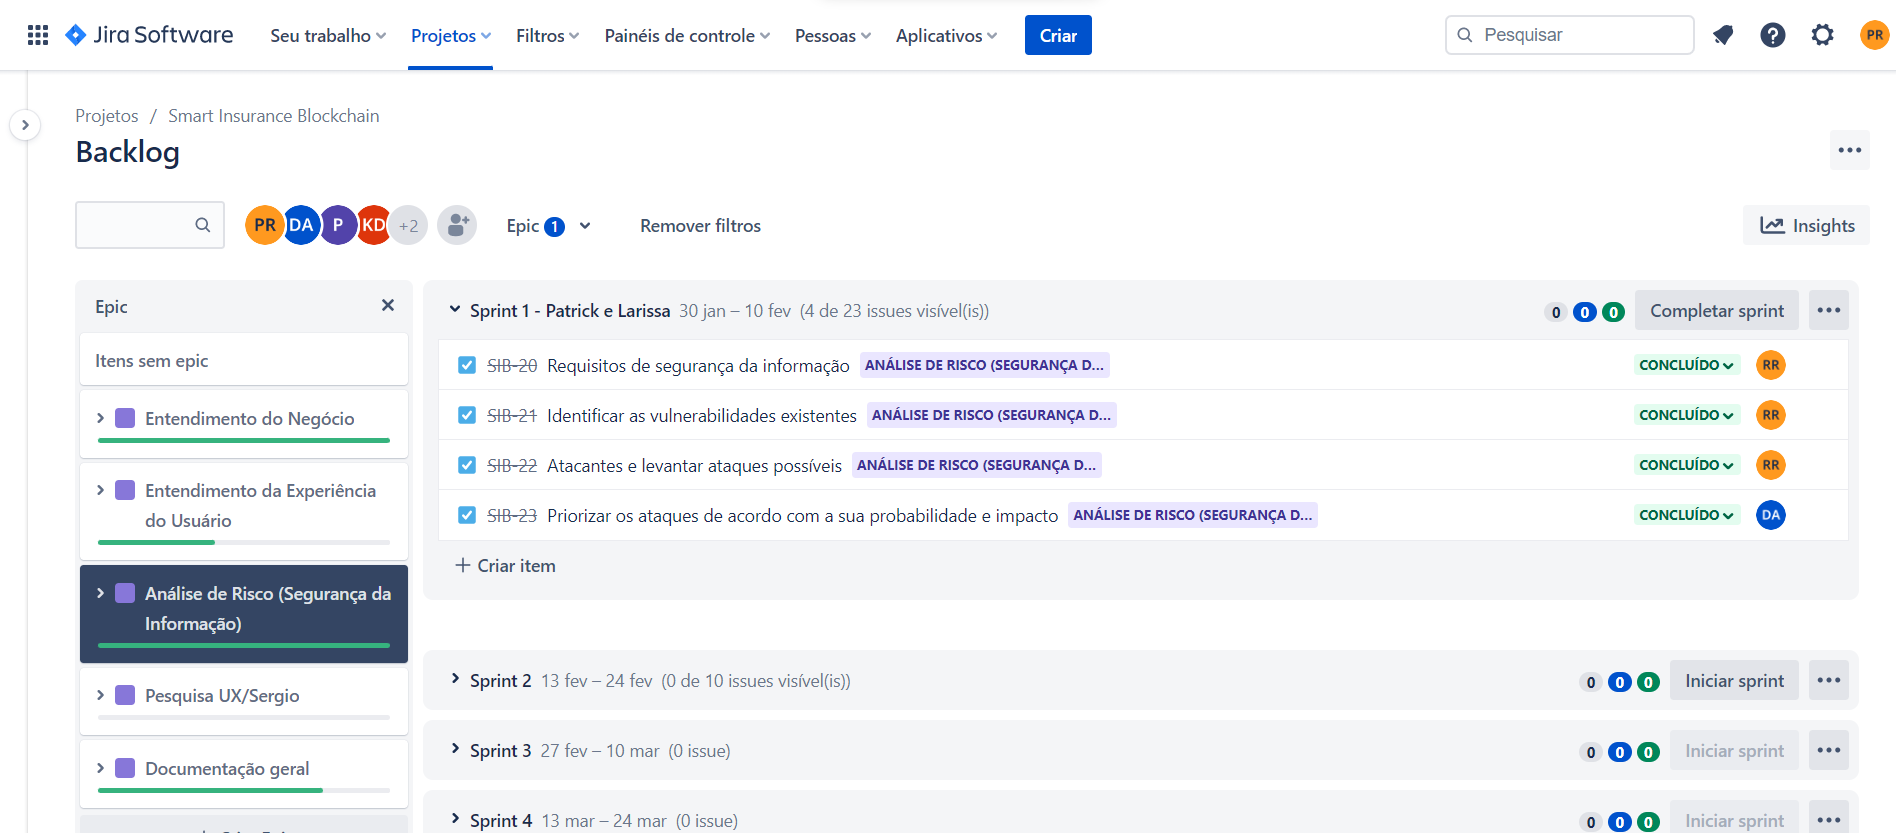 Jira Software Seu trabalho Projetos Filtros Painéis de controle Pessoas Aplicativos Criar Pesquisar PR
Projetos / Smart Insurance Blockchain
Backlog
PR DA P KD +2 Epic 1 Remover filtros Insights
Epic
Itens sem epic
Entendimento do Negócio
Entendimento da Experiência
do Usuário
Análise de Risco (Segurança da
Informação)
Pesquisa UX/Sergio
Documentação geral
Sprint 1 - Patrick e Larissa 30 jan – 10 fev (4 de 23 issues visível(is)) 0 0 0 Completar sprint
SIB-20 Requisitos de segurança da informação ANÁLISE DE RISCO (SEGURANÇA D... CONCLUÍDO RR
SIB-21 Identificar as vulnerabilidades existentes ANÁLISE DE RISCO (SEGURANÇA D... CONCLUÍDO RR
SIB-22 Atacantes e levantar ataques possíveis ANÁLISE DE RISCO (SEGURANÇA D... CONCLUÍDO RR
SIB-23 Priorizar os ataques de acordo com a sua probabilidade e impacto ANÁLISE DE RISCO (SEGURANÇA D... CONCLUÍDO DA
+ Criar item
Sprint 2 13 fev – 24 fev (0 de 10 issues visível(is)) 0 0 0 Iniciar sprint
Sprint 3 27 fev – 10 mar (0 issue) 0 0 0 Iniciar sprint
Sprint 4 13 mar – 24 mar (0 issue) 0 0 0 Iniciar sprint